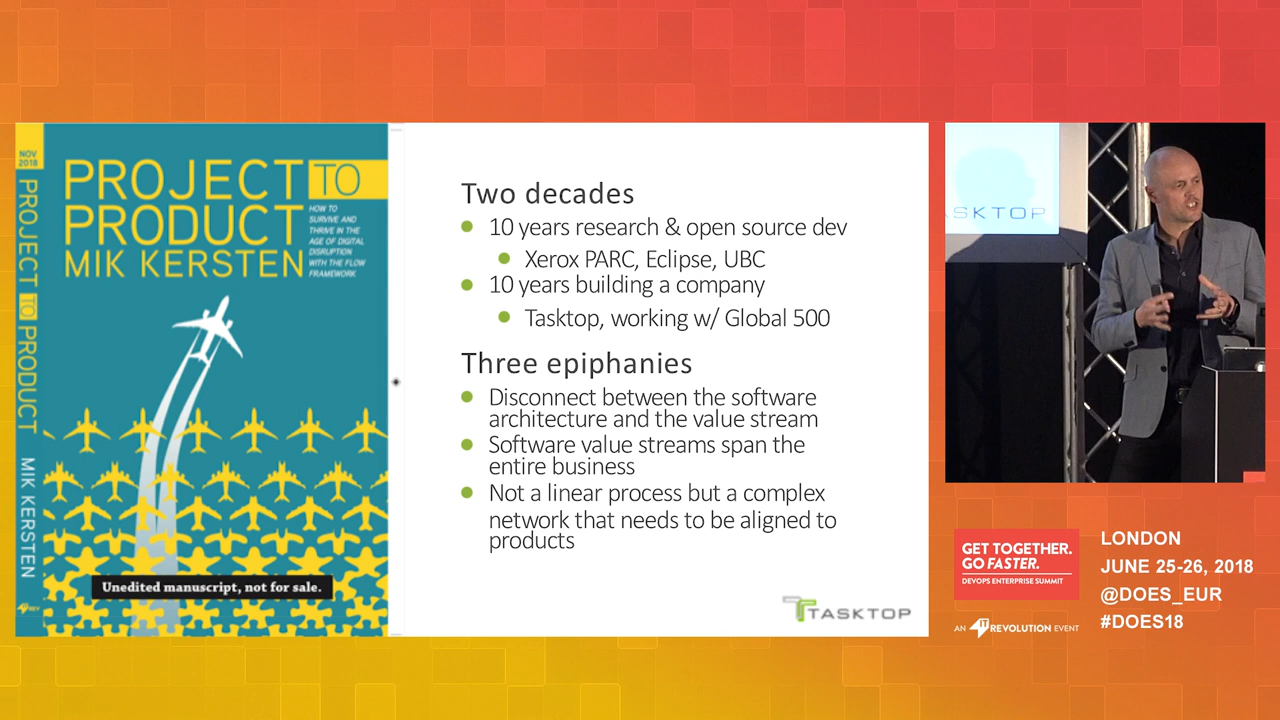 NOV
2018
PROJECT TO PRODUCT
MIK KERSTEN
IT REV
PROJECT TO
PRODUCT
MIK KERSTEN
HOW TO
SURVIVE AND
THRIVE IN THE
AGE OF DIGITAL
DISRUPTION
WITH THE FLOW
FRAMEWORK
Unedited manuscript, not for sale.
Two decades
10 years research & open source dev
Xerox PARC, Eclipse, UBC
10 years building a company
Tasktop, working w/ Global 500
Three epiphanies
Disconnect between the software
architecture and the value stream
Software value streams span the
entire business
Not a linear process but a complex
network that needs to be aligned to
products
TASKTOP
ASKTOP
GET TOGETHER.
GO FASTER.
DEVOPS ENTERPRISE SUMMIT
AN IT REVOLUTION EVENT
LONDON
JUNE 25-26, 2018
@DOES_EUR
#DOES18